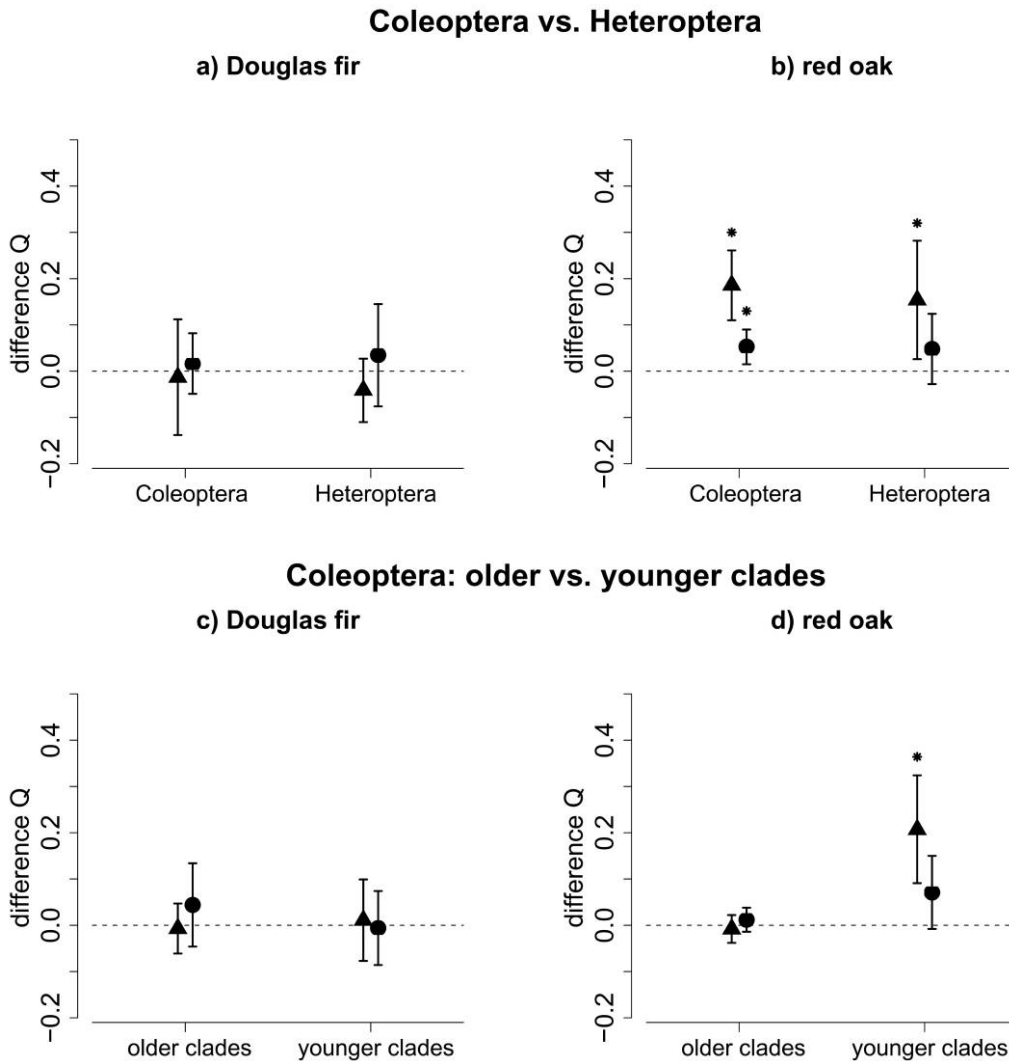 Coleoptera vs. Heteroptera
a) Douglas fir
b) red oak
difference Q
0.4
0.2
0.0
−0.2
Coleoptera
Heteroptera
difference Q
0.4
0.2
0.0
−0.2
*
*
*
Coleoptera
Heteroptera
Coleoptera: older vs. younger clades
c) Douglas fir
d) red oak
difference Q
0.4
0.2
0.0
−0.2
older clades
younger clades
difference Q
0.4
0.2
0.0
−0.2
*
older clades
younger clades